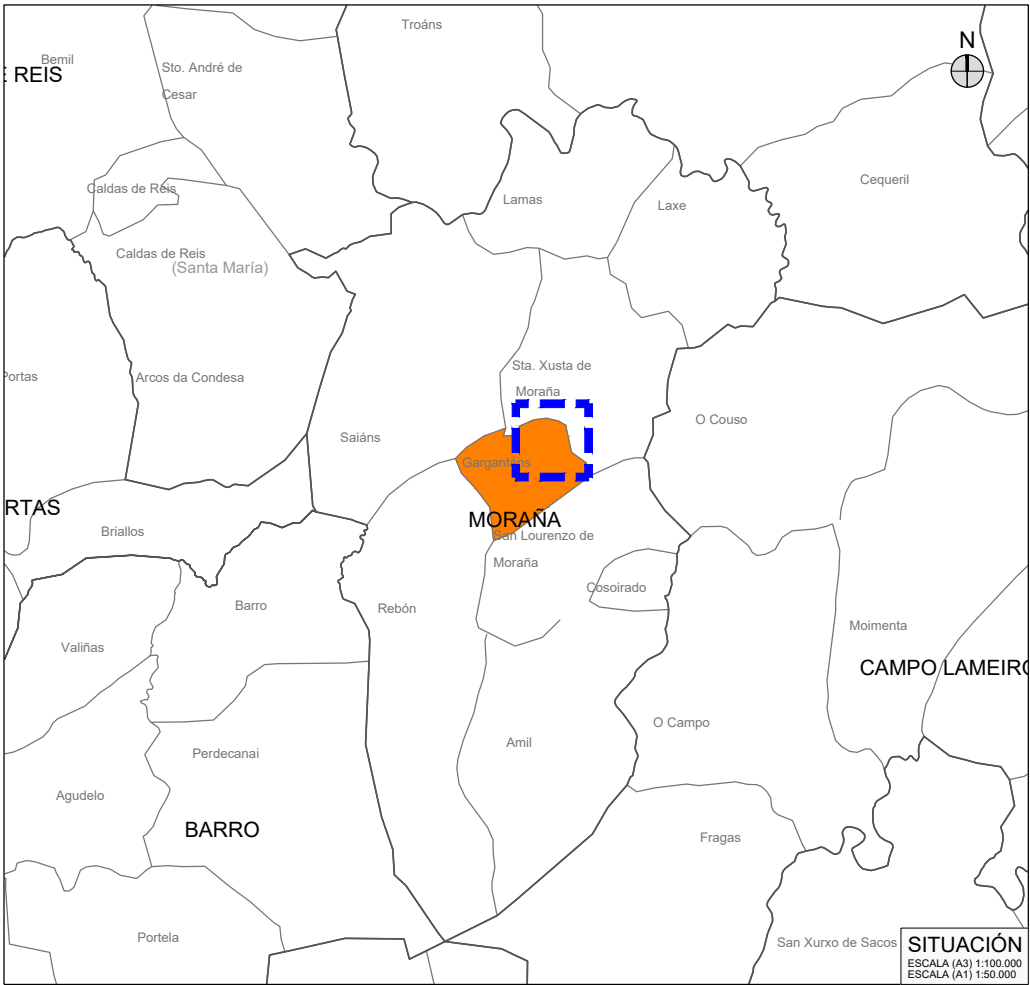 Troáns
N
Bemil
Sto. André de
Cesar
REIS
Cequeril
Caldas de Reis
Lamas
Laxe
Caldas de Reis
(Santa María)
Sta. Xusta de
Moraña
Portas
Arcos da Condesa
O Couso
Saiáns
Garganténs
RTAS
MORAÑA
Briallos
San Lourenzo de
Moraña
Cosoirado
Barro
Rebón
Moimenta
Valiñas
CAMPO LAMEIRO
O Campo
Amil
Perdecanai
Agudelo
BARRO
Fragas
Portela
San Xurxo de Sacos
SITUACIÓN
ESCALA (A3) 1:100.000
ESCALA (A1) 1:50.000